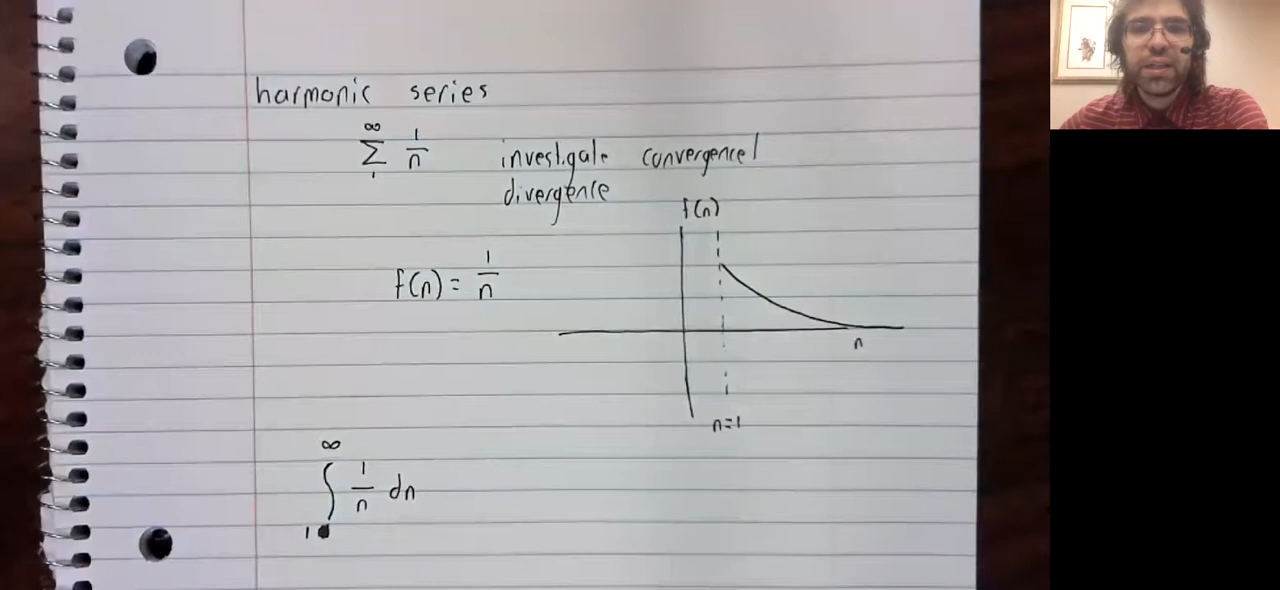 harmonic series
∞
∑ 1/n investigate convergence/
1
divergence
f(n)
f(n) = 1/n
n
n=1
∞
∫ 1/n dn
1